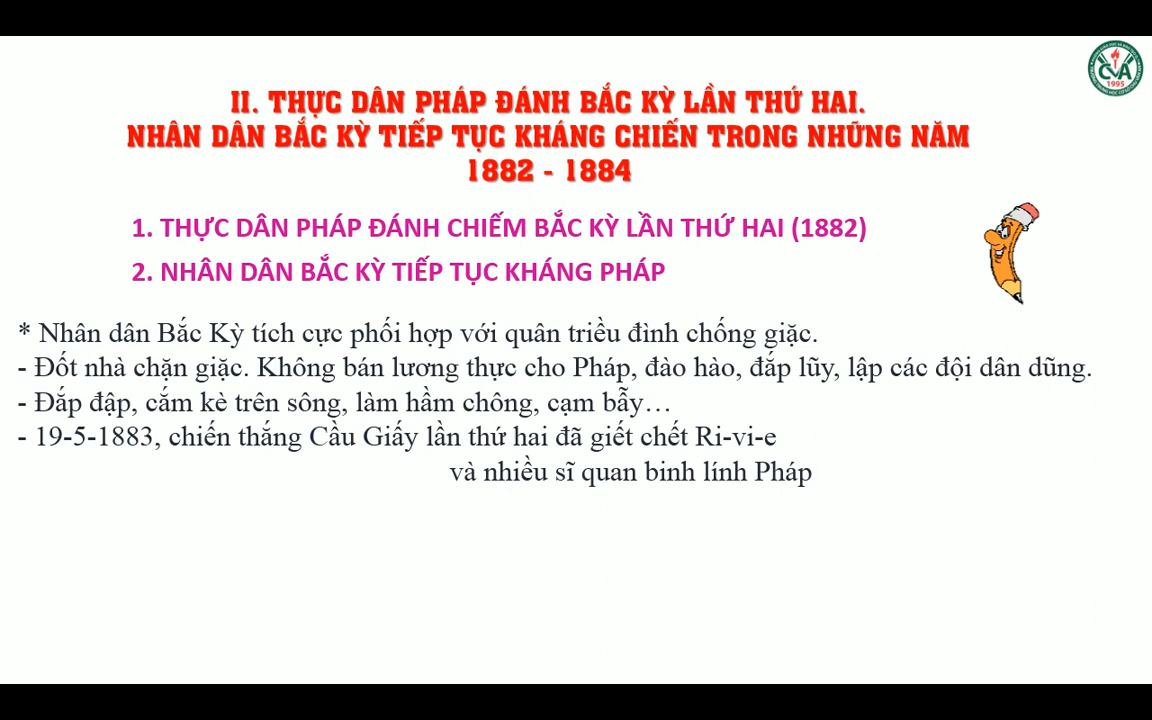 II. THỰC DÂN PHÁP ĐÁNH BẮC KỲ LẦN THỨ HAI.
NHÂN DÂN BẮC KỲ TIẾP TỤC KHÁNG CHIẾN TRONG NHỮNG NĂM
1882 - 1884
1. THỰC DÂN PHÁP ĐÁNH CHIẾM BẮC KỲ LẦN THỨ HAI (1882)
2. NHÂN DÂN BẮC KỲ TIẾP TỤC KHÁNG PHÁP
* Nhân dân Bắc Kỳ tích cực phối hợp với quân triều đình chống giặc.
- Đốt nhà chặn giặc. Không bán lương thực cho Pháp, đào hào, đắp lũy, lập các đội dân dũng.
- Đắp đập, cắm kè trên sông, làm hầm chông, cạm bẫy…
- 19-5-1883, chiến thắng Cầu Giấy lần thứ hai đã giết chết Ri-vi-e
và nhiều sĩ quan binh lính Pháp
CVA
1995